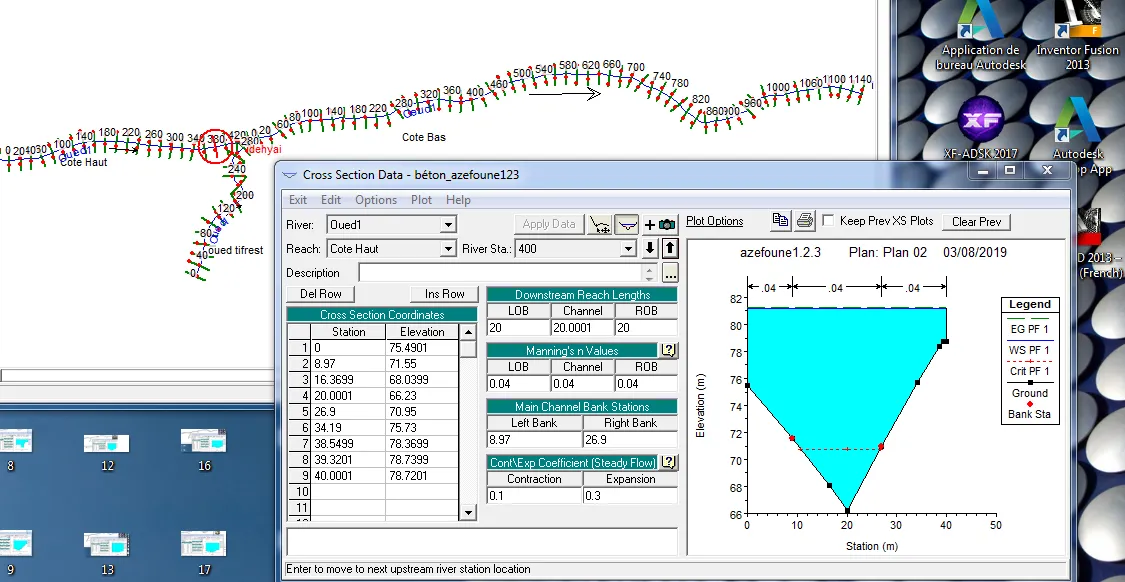 Application de
bureau Autodesk
Inventor Fusion
2013
XF-ADSK 2017
Autodesk
p App
D 2013 –
(French)
140 180 220 260 300 340 380 420
0 20 60 80 100 140 180 220 280 320 360 400 460 500 540 580 620 660 700 740 780 820 860 900 960 1000 1060 1100 1140
Cote Haut
Cote Bas
280
240
200
120
80
40
0
oued tifrest
1
Cross Section Data - béton_azefoune123
Exit Edit Options Plot Help
River: Oued1
Apply Data
Plot Options
Keep Prev XS Plots
Clear Prev
Reach: Cote Haut
River Sta.: 400
Description
...
Del Row
Ins Row
Cross Section Coordinates
Station Elevation
1 0 75.4901
2 8.97 71.55
3 16.3699 68.0399
4 20.0001 66.23
5 26.9 70.95
6 34.19 75.73
7 38.5499 78.3699
8 39.3201 78.7399
9 40.0001 78.7201
10
11
Downstream Reach Lengths
LOB Channel ROB
20 20.0001 20
Manning's n Values ?
LOB Channel ROB
0.04 0.04 0.04
Main Channel Bank Stations
Left Bank Right Bank
8.97 26.9
Cont\Exp Coefficient (Steady Flow) ?
Contraction Expansion
0.1 0.3
azefoune1.2.3 Plan: Plan 02 03/08/2019
.04 .04 .04
82
80
78
76
74
72
70
68
66
Elevation (m)
0 10 20 30 40 50
Station (m)
Legend
EG PF 1
WS PF 1
Crit PF 1
Ground
Bank Sta
Enter to move to next upstream river station location
8 12 16
9 13 17